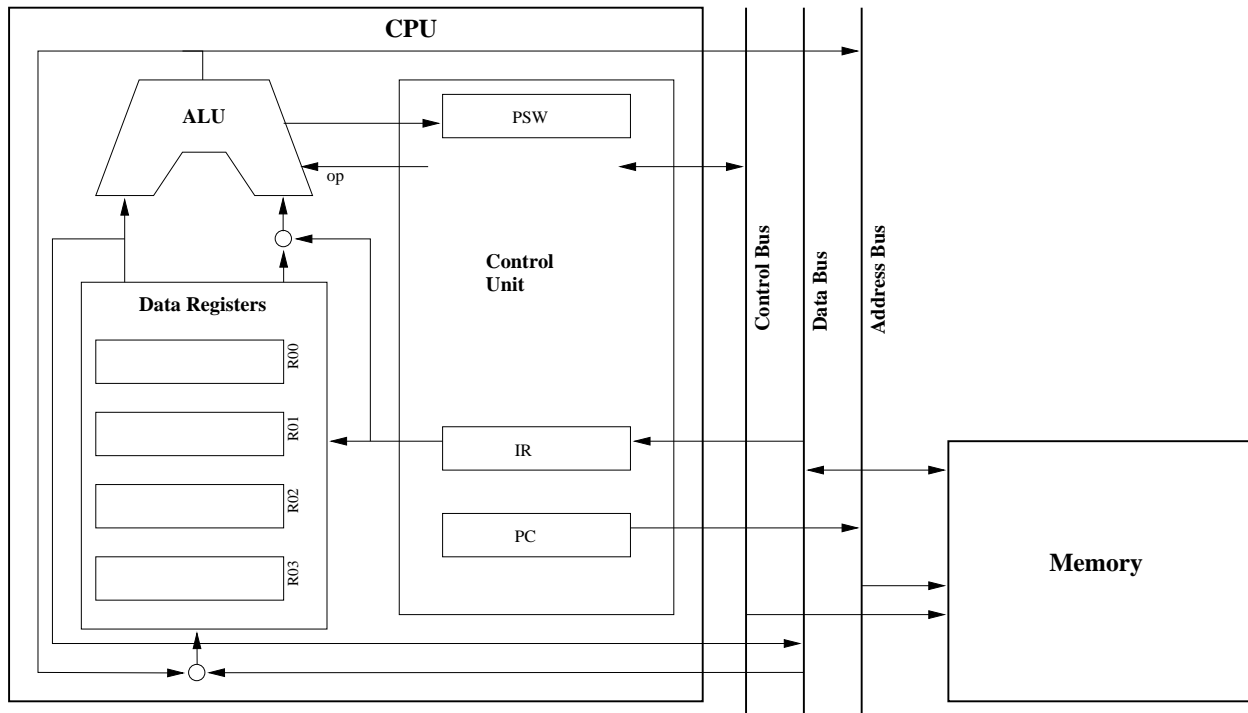 CPU
ALU
PSW
op
Control
Unit
Control Bus
Data Bus
Address Bus
Data Registers
R00
R01
R02
R03
IR
PC
Memory